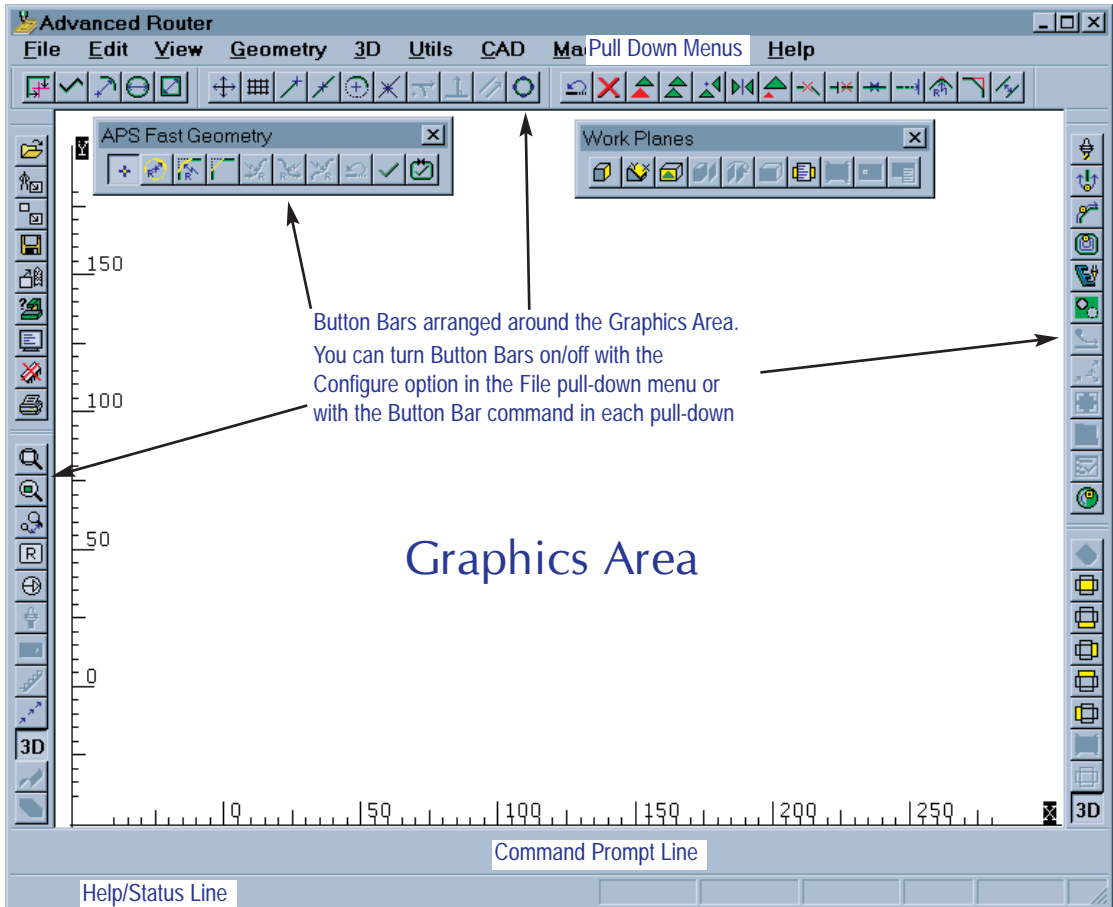 Advanced Router
File Edit View Geometry 3D Utils CAD Ma Pull Down Menus Help
APS Fast Geometry
Work Planes
Y
150
Button Bars arranged around the Graphics Area.
You can turn Button Bars on/off with the
Configure option in the File pull-down menu or
with the Button Bar command in each pull-down
100
50
Graphics Area
0
3D
0 50 100 150 200 250 X
3D
Command Prompt Line
Help/Status Line